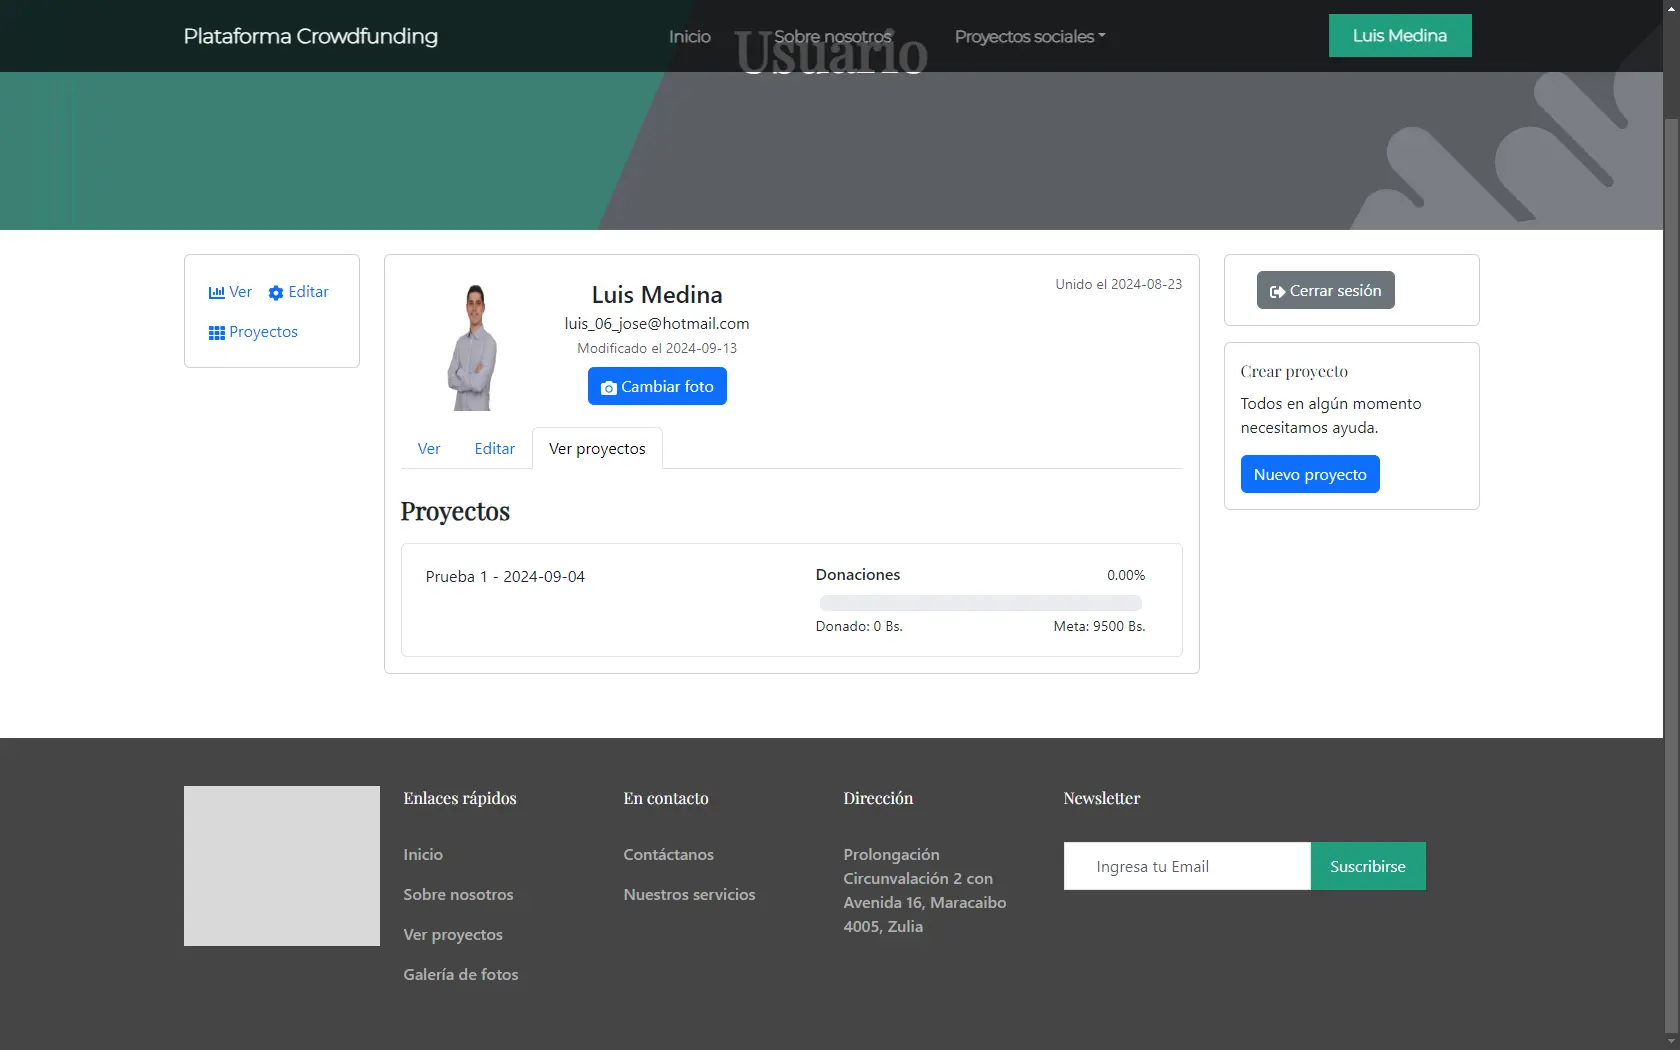 Plataforma Crowdfunding
Inicio
Sobre nosotros
Proyectos sociales
Luis Medina
Usuario
Ver
Editar
Proyectos
Luis Medina
luis_06_jose@hotmail.com
Modificado el 2024-09-13
Cambiar foto
Unido el 2024-08-23
Ver
Editar
Ver proyectos
Proyectos
Prueba 1 - 2024-09-04
Donaciones
0.00%
Donado: 0 Bs.
Meta: 9500 Bs.
Cerrar sesión
Crear proyecto
Todos en algún momento
necesitamos ayuda.
Nuevo proyecto
Enlaces rápidos
Inicio
Sobre nosotros
Ver proyectos
Galería de fotos
En contacto
Contáctanos
Nuestros servicios
Dirección
Prolongación
Circunvalación 2 con
Avenida 16, Maracaibo
4005, Zulia
Newsletter
Ingresa tu Email
Suscribirse